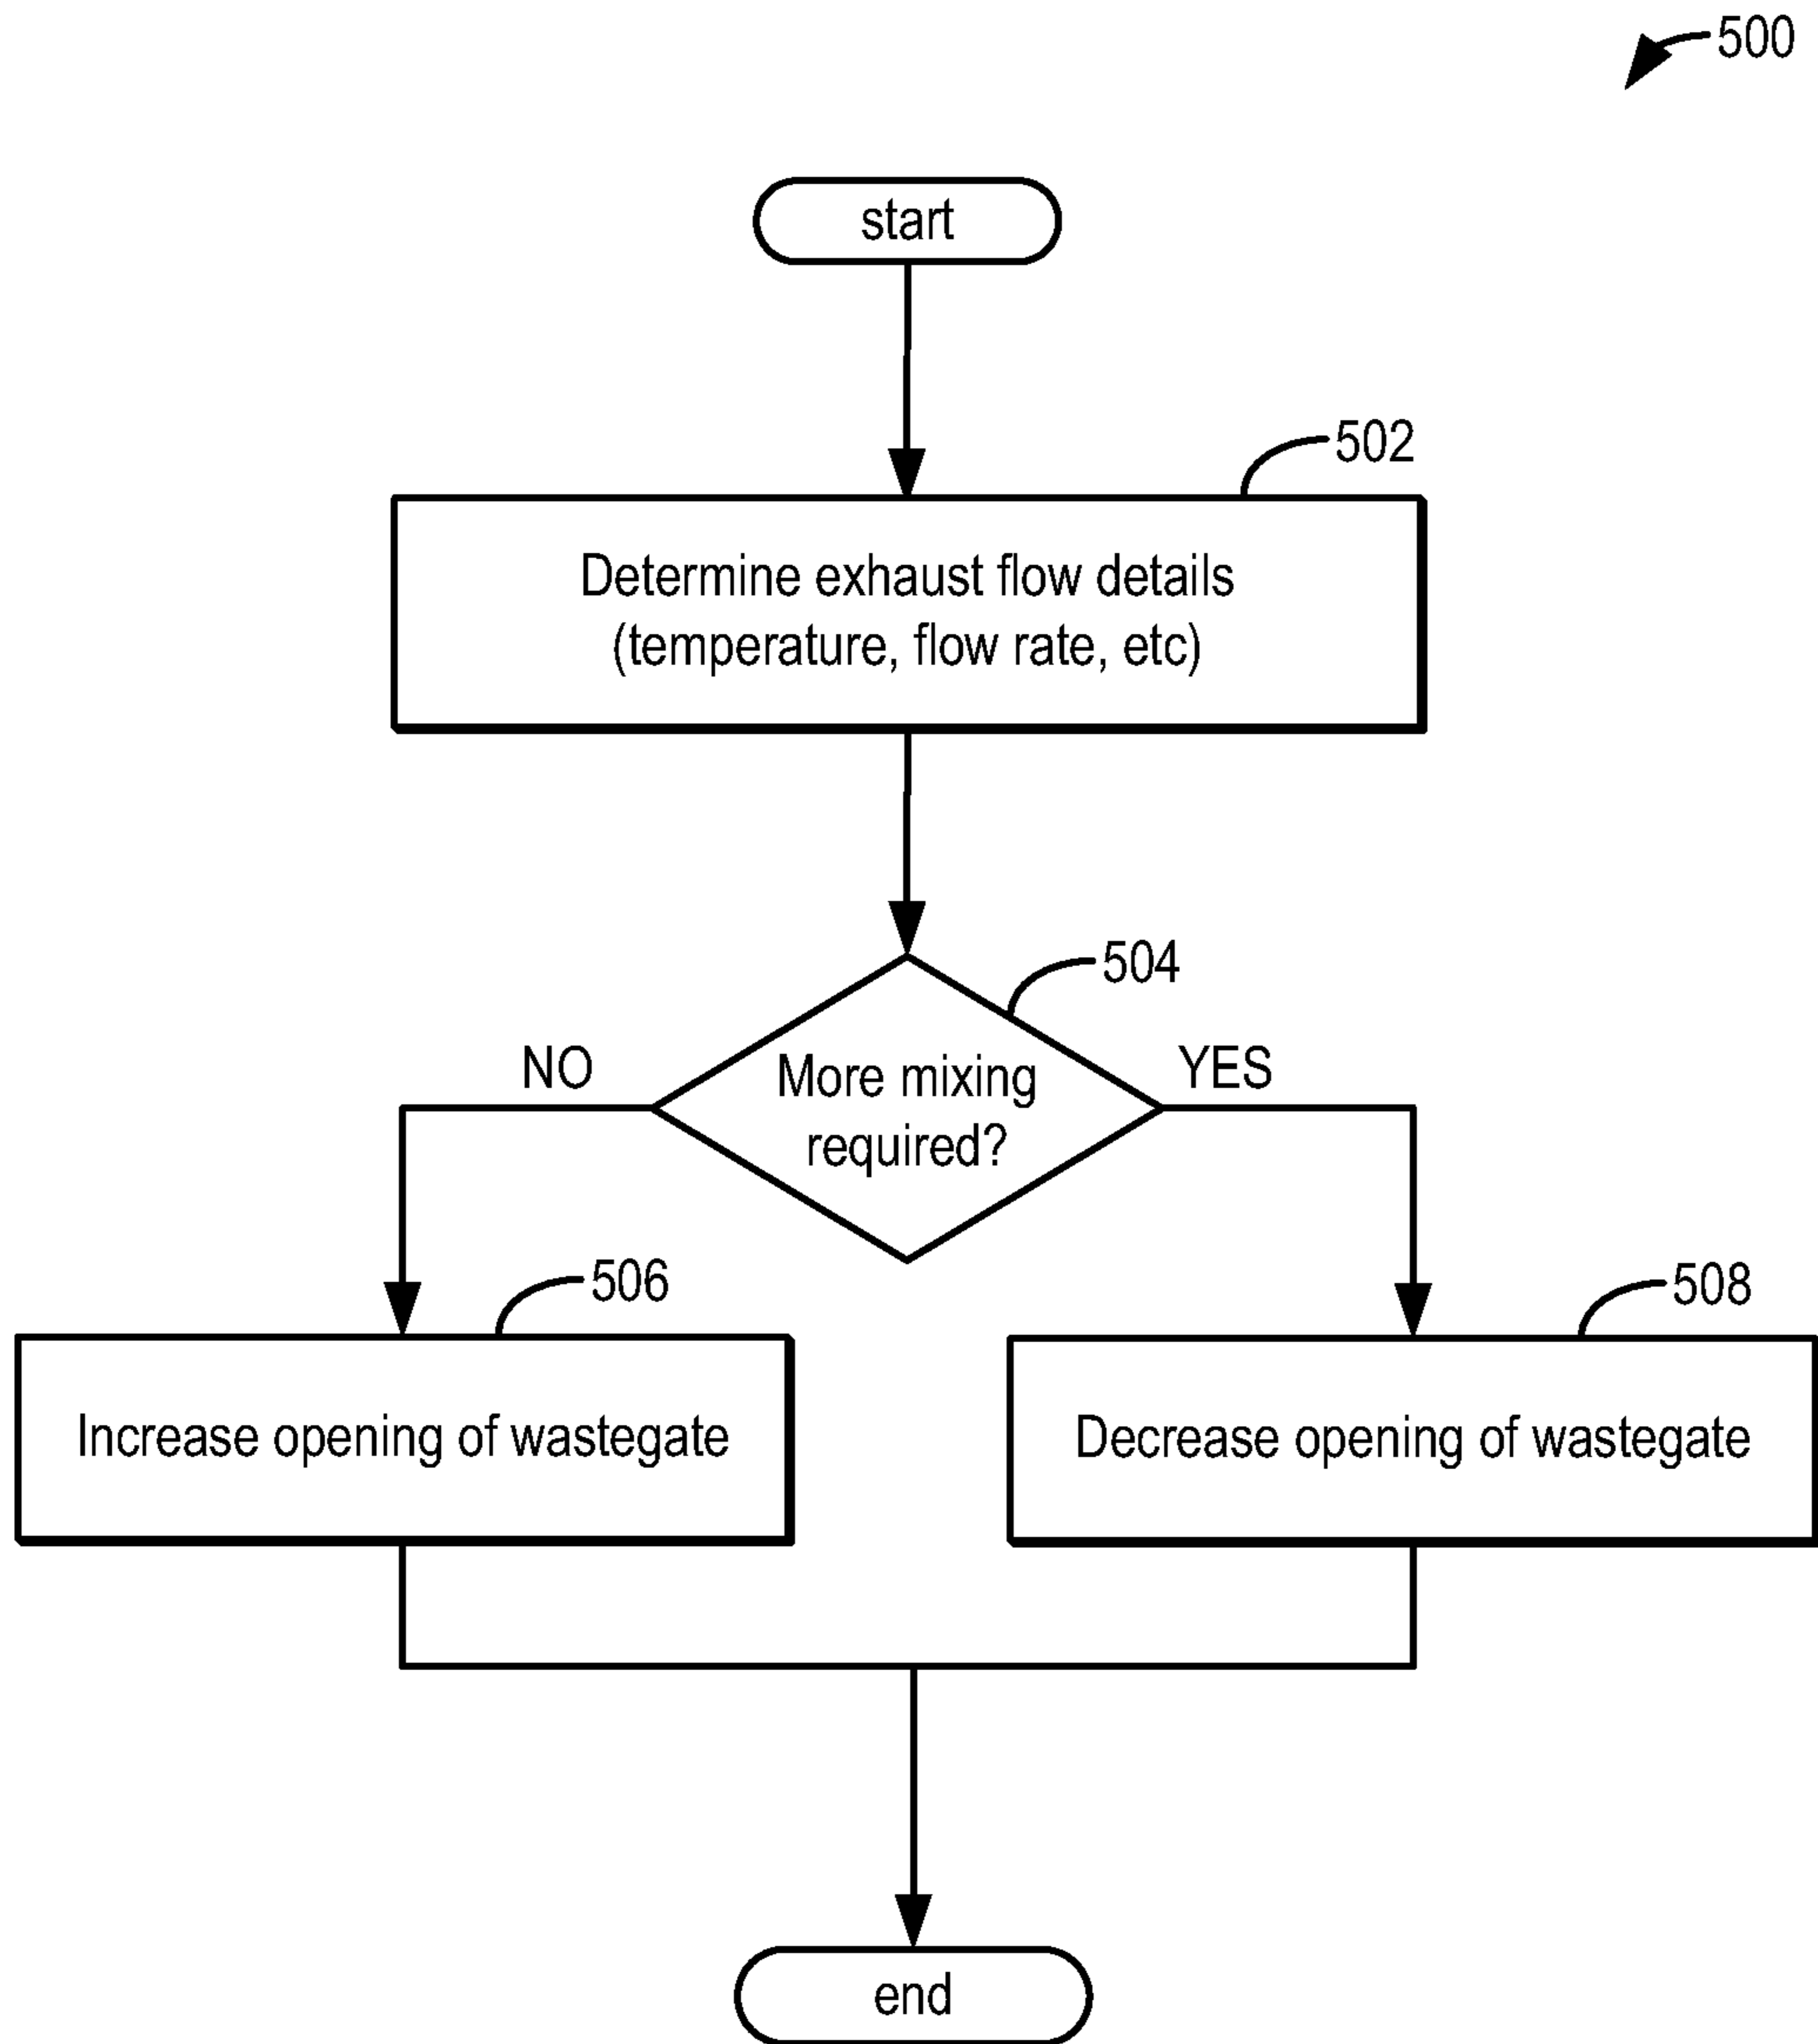 500
start
502
Determine exhaust flow details
(temperature, flow rate, etc)
504
NO
More mixing
required?
YES
506
508
Increase opening of wastegate
Decrease opening of wastegate
end